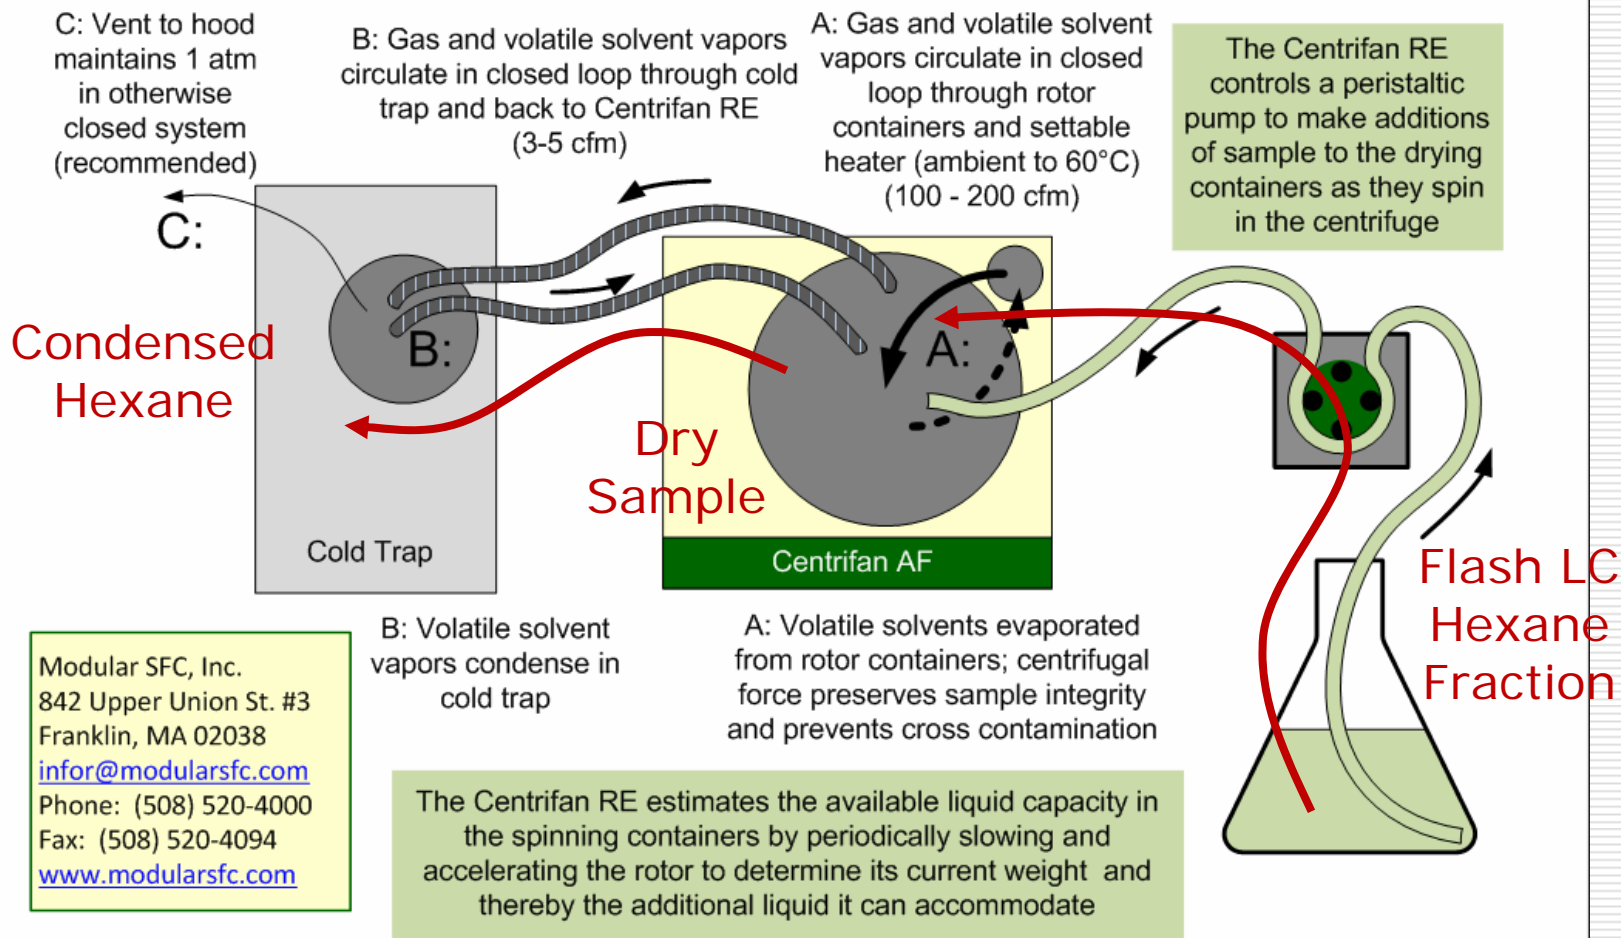 C: Vent to hood
maintains 1 atm
in otherwise
closed system
(recommended)
B: Gas and volatile solvent vapors
circulate in closed loop through cold
trap and back to Centrifan RE
(3-5 cfm)
A: Gas and volatile solvent
vapors circulate in closed
loop through rotor
containers and settable
heater (ambient to 60°C)
(100 - 200 cfm)
The Centrifan RE
controls a peristaltic
pump to make additions
of sample to the drying
containers as they spin
in the centrifuge
C:
B:
A:
Condensed
Hexane
Dry
Sample
Cold Trap
Centrifan AF
Flash LC
Hexane
Fraction
B: Volatile solvent
vapors condense in
cold trap
A: Volatile solvents evaporated
from rotor containers; centrifugal
force preserves sample integrity
and prevents cross contamination
Modular SFC, Inc.
842 Upper Union St. #3
Franklin, MA 02038
infor@modularsfc.com
Phone: (508) 520-4000
Fax: (508) 520-4094
www.modularsfc.com
The Centrifan RE estimates the available liquid capacity in
the spinning containers by periodically slowing and
accelerating the rotor to determine its current weight and
thereby the additional liquid it can accommodate